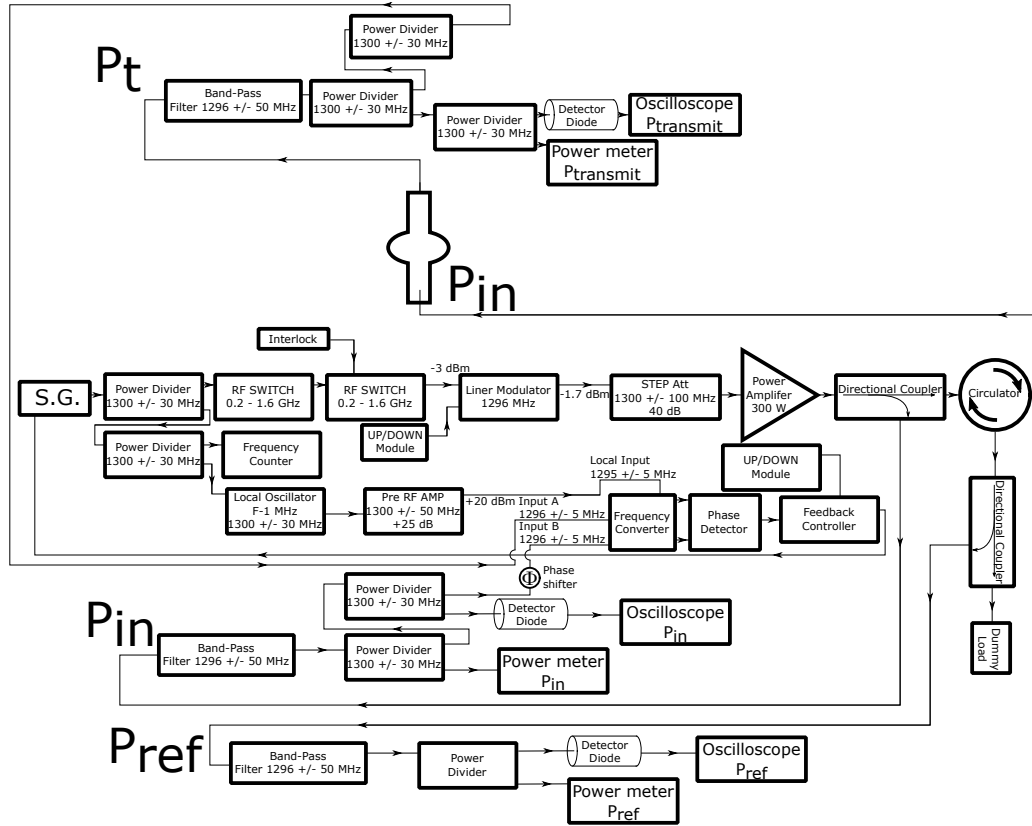 Power Divider
1300 +/- 30 MHz
Pt
Band-Pass
Filter 1296 +/- 50 MHz
Power Divider
1300 +/- 30 MHz
Power Divider
1300 +/- 30 MHz
Detector
Diode
Oscilloscope
Ptransmit
Power meter
Ptransmit
Pin
Interlock
S.G.
Power Divider
1300 +/- 30 MHz
RF SWITCH
0.2 - 1.6 GHz
RF SWITCH
0.2 - 1.6 GHz
-3 dBm
Liner Modulator
1296 MHz
-1.7 dBm
STEP Att
1300 +/- 100 MHz
40 dB
Power
Amplifer
300 W
Directional Coupler
Circulator
UP/DOWN
Module
Power Divider
1300 +/- 30 MHz
Frequency
Counter
Local Oscillator
F-1 MHz
1300 +/- 30 MHz
Pre RF AMP
1300 +/- 50 MHz
+25 dB
Local Input
1295 +/- 5 MHz
+20 dBm
Input A
1296 +/- 5 MHz
Input B
1296 +/- 5 MHz
Frequency
Converter
Phase
Detector
UP/DOWN
Module
Feedback
Controller
Directional Coupler
Φ
Phase
shifter
Power Divider
1300 +/- 30 MHz
Detector
Diode
Oscilloscope
Pin
Pin
Band-Pass
Filter 1296 +/- 50 MHz
Power Divider
1300 +/- 30 MHz
Power meter
Pin
Dummy
Load
Pref
Band-Pass
Filter 1296 +/- 50 MHz
Power
Divider
Detector
Diode
Oscilloscope
Pref
Power meter
Pref